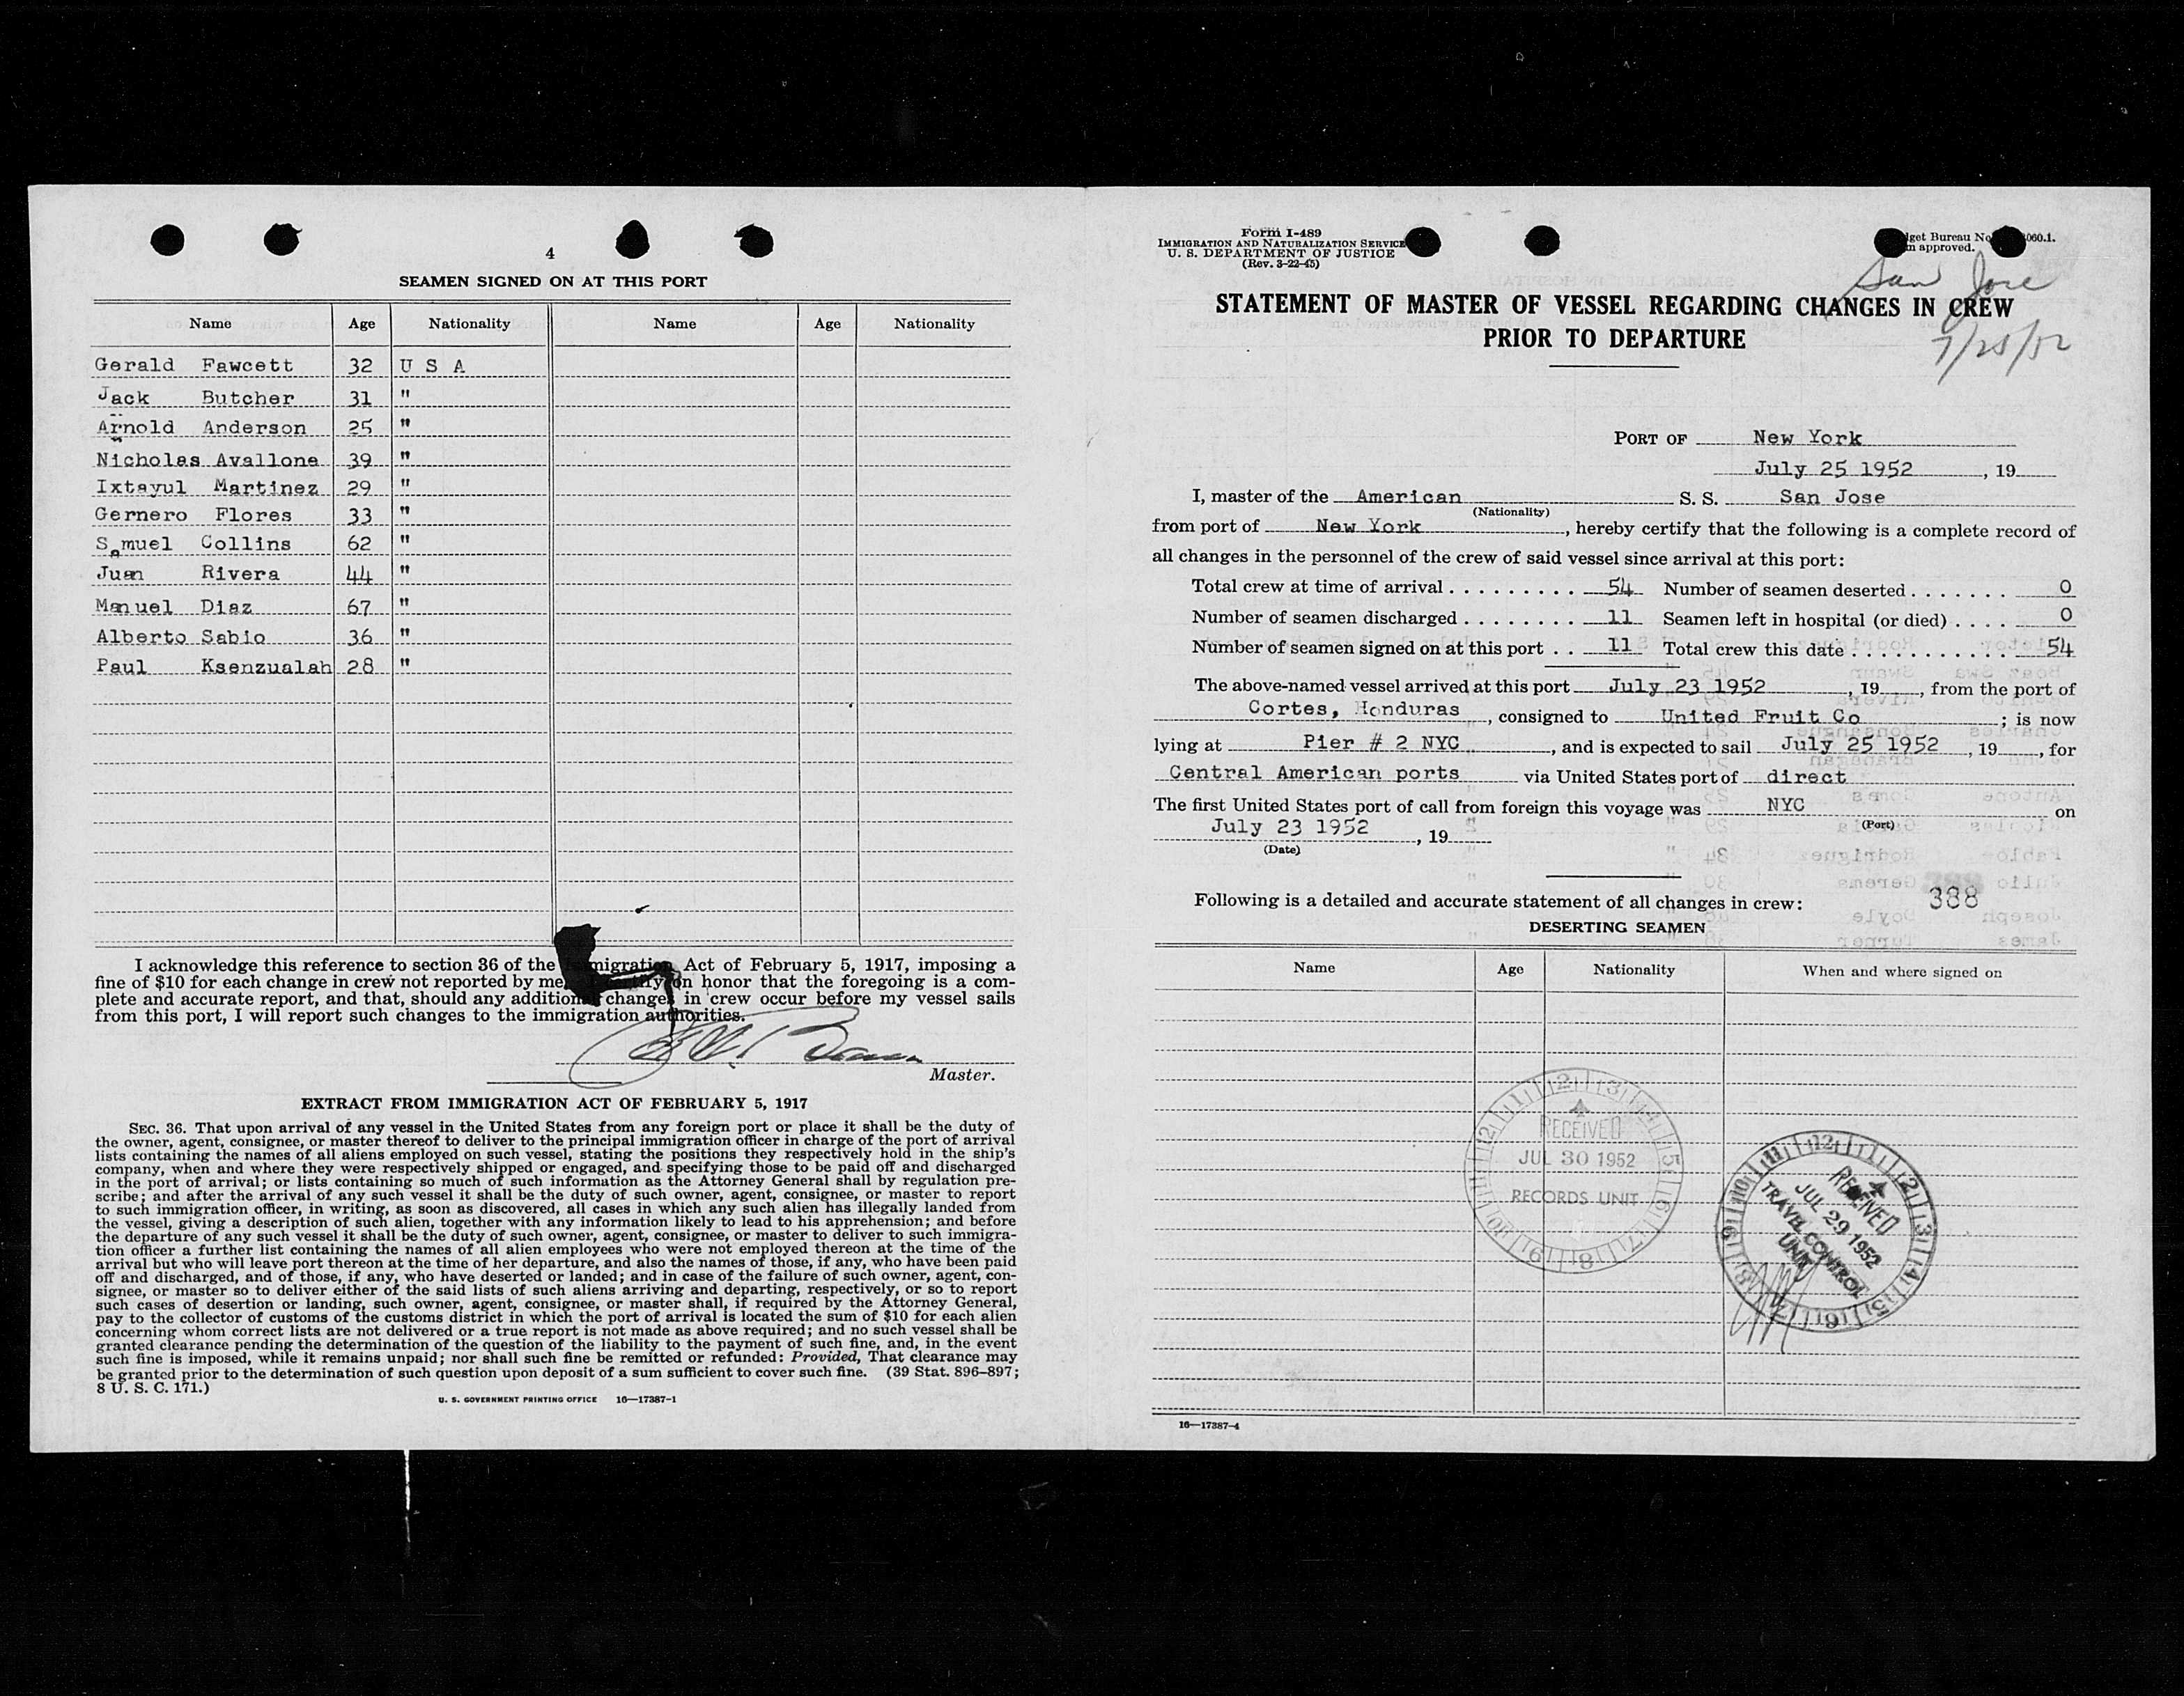 4
SEAMEN SIGNED ON AT THIS PORT
Name Age Nationality Name Age Nationality
Gerald Fawcett 32 U S A
Jack Butcher 31 "
Arnold Anderson 25 "
Nicholas Avallone 39 "
Ixtayul Martinez 29 "
Gernero Flores 33 "
Samuel Collins 62 "
Juan Rivera 44 "
Manuel Diaz 67 "
Alberto Sabio 36 "
Paul Ksenzualah 28 "
I acknowledge this reference to section 36 of the Immigration Act of February 5, 1917, imposing a
fine of $10 for each change in crew not reported by me, certify on honor that the foregoing is a com-
plete and accurate report, and that, should any additional changes in crew occur before my vessel sails
from this port, I will report such changes to the immigration authorities.
Master.
EXTRACT FROM IMMIGRATION ACT OF FEBRUARY 5, 1917
SEC. 36. That upon arrival of any vessel in the United States from any foreign port or place it shall be the duty of
the owner, agent, consignee, or master thereof to deliver to the principal immigration officer in charge of the port of arrival
lists containing the names of all aliens employed on such vessel, stating the positions they respectively hold in the ship's
company, when and where they were respectively shipped or engaged, and specifying those to be paid off and discharged
in the port of arrival; or lists containing so much of such information as the Attorney General shall by regulation pre-
scribe; and after the arrival of any such vessel it shall be the duty of such owner, agent, consignee, or master to report
to such immigration officer, in writing, as soon as discovered, all cases in which any such alien has illegally landed from
the vessel, giving a description of such alien, together with any information likely to lead to his apprehension; and before
the departure of any such vessel it shall be the duty of such owner, agent, consignee, or master to deliver to such immigra-
tion officer a further list containing the names of all alien employees who were not employed thereon at the time of the
arrival but who will leave port thereon at the time of her departure, and also the names of those, if any, who have been paid
off and discharged, and of those, if any, who have deserted or landed; and in case of the failure of such owner, agent, con-
signee, or master so to deliver either of the said lists of such aliens arriving and departing, respectively, or so to report
such cases of desertion or landing, such owner, agent, consignee, or master shall, if required by the Attorney General,
pay to the collector of customs of the customs district in which the port of arrival is located the sum of $10 for each alien
concerning whom correct lists are not delivered or a true report is not made as above required; and no such vessel shall be
granted clearance pending the determination of the question of the liability to the payment of such fine, and, in the event
such fine is imposed, while it remains unpaid; nor shall such fine be remitted or refunded: Provided, That clearance may
be granted prior to the determination of such question upon deposit of a sum sufficient to cover such fine. (39 Stat. 896–897;
8 U. S. C. 171.)
U. S. GOVERNMENT PRINTING OFFICE 16—17387-1
Form I-489
IMMIGRATION AND NATURALIZATION SERVICE
U. S. DEPARTMENT OF JUSTICE
(Rev. 3-22-45)
Bureau No. 060.1.
approved.
San Jose
7/25/52
STATEMENT OF MASTER OF VESSEL REGARDING CHANGES IN CREW
PRIOR TO DEPARTURE
PORT OF New York
July 25 1952, 19
I, master of the American S. S. San Jose
(Nationality)
from port of New York, hereby certify that the following is a complete record of
all changes in the personnel of the crew of said vessel since arrival at this port:
Total crew at time of arrival 54 Number of seamen deserted 0
Number of seamen discharged 11 Seamen left in hospital (or died) 0
Number of seamen signed on at this port 11 Total crew this date 54
The above-named vessel arrived at this port July 23 1952, 19, from the port of
Cortes, Honduras, consigned to United Fruit Co; is now
lying at Pier # 2 NYC, and is expected to sail July 25 1952, 19, for
Central American ports via United States port of direct
The first United States port of call from foreign this voyage was NYC on
(Port)
July 23 1952, 19
(Date)
Following is a detailed and accurate statement of all changes in crew: 388
DESERTING SEAMEN
Name Age Nationality When and where signed on
RECEIVED
JUL 30 1952
RECORDS UNIT
RECEIVED
JUL 29 1952
TRAVEL CONTROL
UNIT
16—17387-4